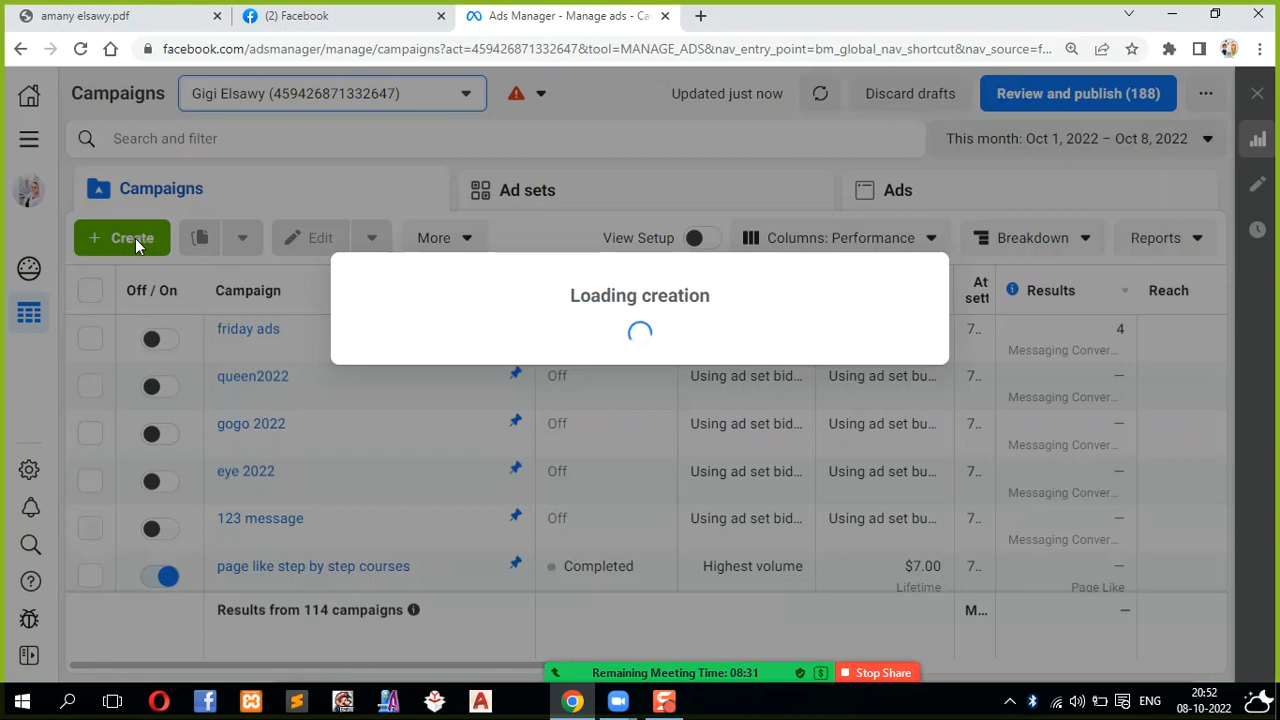 amany elsawy.pdf
(2) Facebook
Ads Manager - Manage ads - Ca
facebook.com/adsmanager/manage/campaigns?act=459426871332647&tool=MANAGE_ADS&nav_entry_point=bm_global_nav_shortcut&nav_source=f...
Campaigns
Gigi Elsawy (459426871332647)
Updated just now
Discard drafts
Review and publish (188)
Search and filter
This month: Oct 1, 2022 – Oct 8, 2022
Campaigns
Ad sets
Ads
+ Create
Edit
More
View Setup
Columns: Performance
Breakdown
Reports
Off / On
Campaign
At
sett
Results
Reach
Loading creation
friday ads
7..
4
Messaging Conver...
queen2022
Off
Using ad set bid...
Using ad set bu...
7..
—
Messaging Conver...
gogo 2022
Off
Using ad set bid...
Using ad set bu...
7..
—
Messaging Conver...
eye 2022
Off
Using ad set bid...
Using ad set bu...
7..
—
Messaging Conver...
123 message
Off
Using ad set bid...
Using ad set bu...
7..
—
Messaging Conver...
page like step by step courses
Completed
Highest volume
$7.00
Lifetime
7..
—
Page Like
Results from 114 campaigns
M...
—
Remaining Meeting Time: 08:31
Stop Share
ENG
20:52
08-10-2022